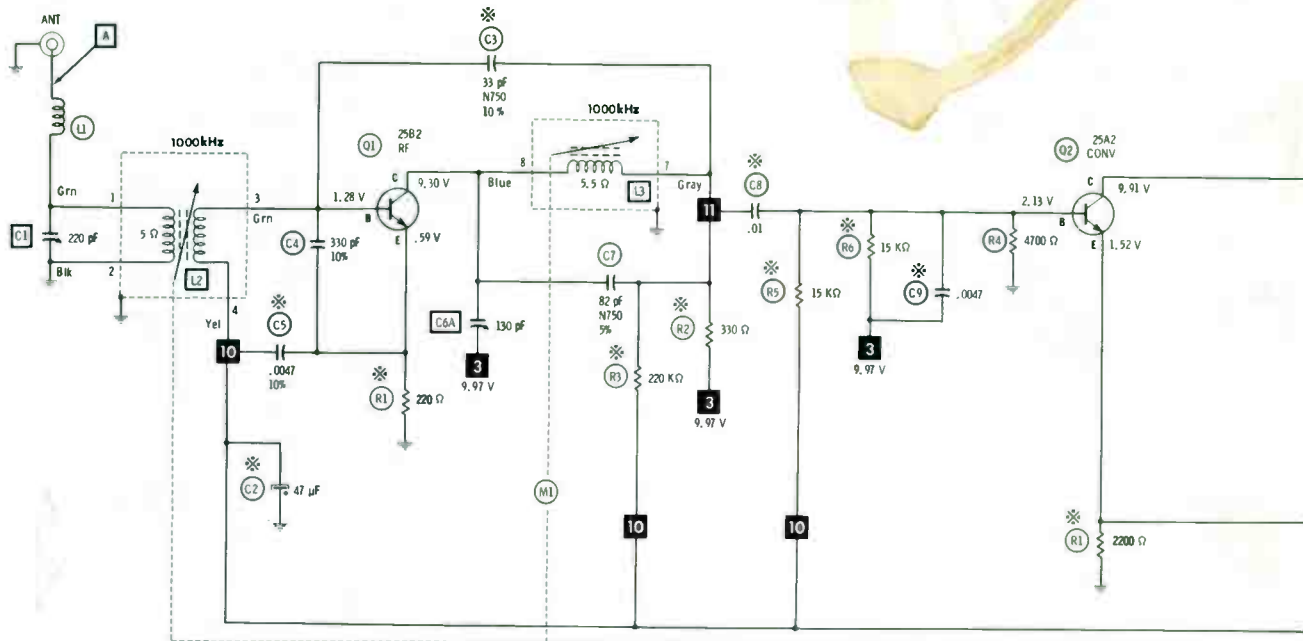 ANT
A
L1
1000kHz
Grn
1
3
Grn
C1
220 pF
5 Ω
L2
Blk
2
4
Yel
10
※
C5
.0047
10%
※
C2
47 µF
※
C3
33 pF
N750
10 %
Q1
25B2
RF
1.28 V
C
9.30 V
B
E
.59 V
C4
330 pF
10%
※
R1
220 Ω
1000kHz
8
Blue
5.5 Ω
7
L3
Gray
11
C7
82 pF
N750
5%
C6A
130 pF
3
9.97 V
※
R3
220 KΩ
※
R2
330 Ω
3
9.97 V
M1
10
※
C8
.01
※
R5
15 KΩ
10
※
R6
15 KΩ
※
C9
.0047
3
9.97 V
R4
4700 Ω
Q2
25A2
CONV
2.13 V
C
9.91 V
B
E
1.52 V
※
R1
2200 Ω